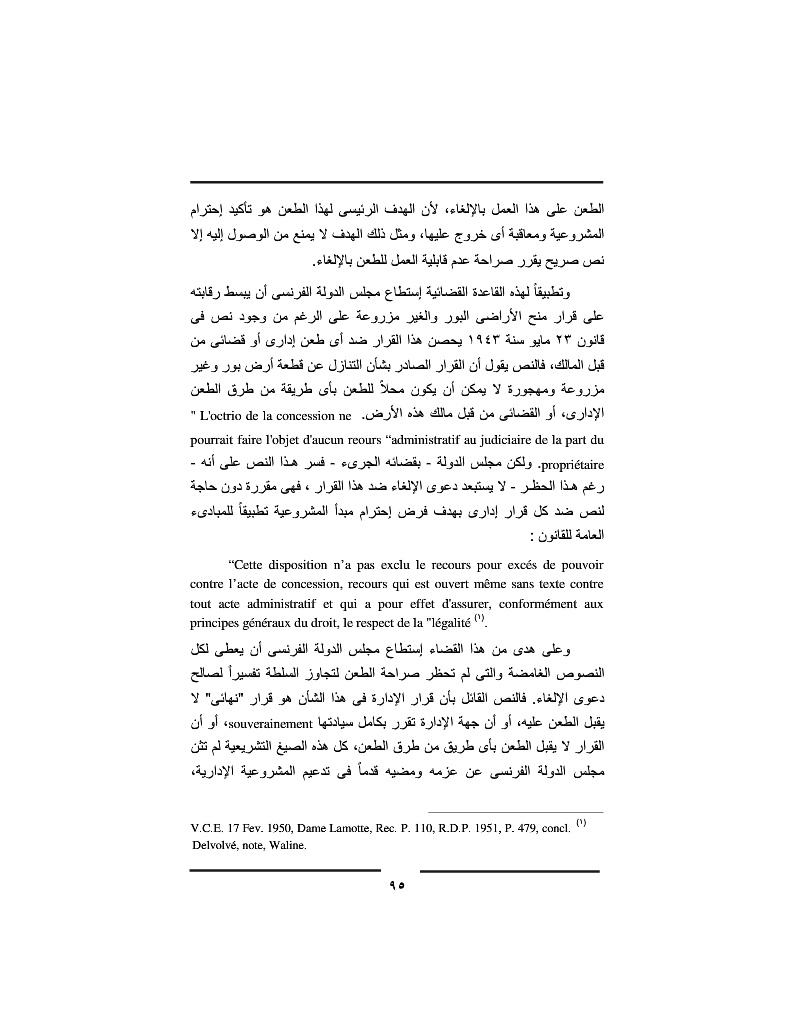 الطعن على هذا العمل بالإلغاء، لأن الهدف الرئيسى لهذا الطعن هو تأكيد إحترام
المشروعية ومعاقبة أى خروج عليها، ومثل ذلك الهدف لا يمنع من الوصول إليه إلا
نص صريح يقرر صراحة عدم قابلية العمل للطعن بالإلغاء.
وتطبيقاً لهذه القاعدة القضائية إستطاع مجلس الدولة الفرنسى أن يبسط رقابته
على قرار منح الأراضى البور والغير مزروعة على الرغم من وجود نص فى
قانون ٢٣ مايو سنة ١٩٤٣ يحصن هذا القرار ضد أى طعن إدارى أو قضائى من
قبل المالك، فالنص يقول أن القرار الصادر بشأن التنازل عن قطعة أرض بور وغير
مزروعة ومهجورة لا يمكن أن يكون محلاً للطعن بأى طريقة من طرق الطعن
الإدارى، أو القضائى من قبل مالك هذه الأرض. " L'octrio de la concession ne
pourrait faire l'objet d'aucun reours “administratif au judiciaire de la part du
propriétaire. ولكن مجلس الدولة - بقضائه الجرىء - فسر هذا النص على أنه -
رغم هذا الحظر - لا يستبعد دعوى الإلغاء ضد هذا القرار ، فهى مقررة دون حاجة
لنص ضد كل قرار إدارى بهدف فرض إحترام مبدأ المشروعية تطبيقاً للمبادىء
العامة للقانون :
“Cette disposition n’a pas exclu le recours pour excés de pouvoir
contre l’acte de concession, recours qui est ouvert même sans texte contre
tout acte administratif et qui a pour effet d'assurer, conformément aux
principes généraux du droit, le respect de la "légalité (١).
وعلى هدى من هذا القضاء إستطاع مجلس الدولة الفرنسى أن يعطى لكل
النصوص الغامضة والتى لم تحظر صراحة الطعن لتجاوز السلطة تفسيراً لصالح
دعوى الإلغاء. فالنص القائل بأن قرار الإدارة فى هذا الشأن هو قرار "نهائى" لا
يقبل الطعن عليه، أو أن جهة الإدارة تقرر بكامل سيادتها souverainement، أو أن
القرار لا يقبل الطعن بأى طريق من طرق الطعن، كل هذه الصيغ التشريعية لم تثن
مجلس الدولة الفرنسى عن عزمه ومضيه قدماً فى تدعيم المشروعية الإدارية،
V.C.E. 17 Fev. 1950, Dame Lamotte, Rec. P. 110, R.D.P. 1951, P. 479, concl. (١)
Delvolvé, note, Waline.
٩٥